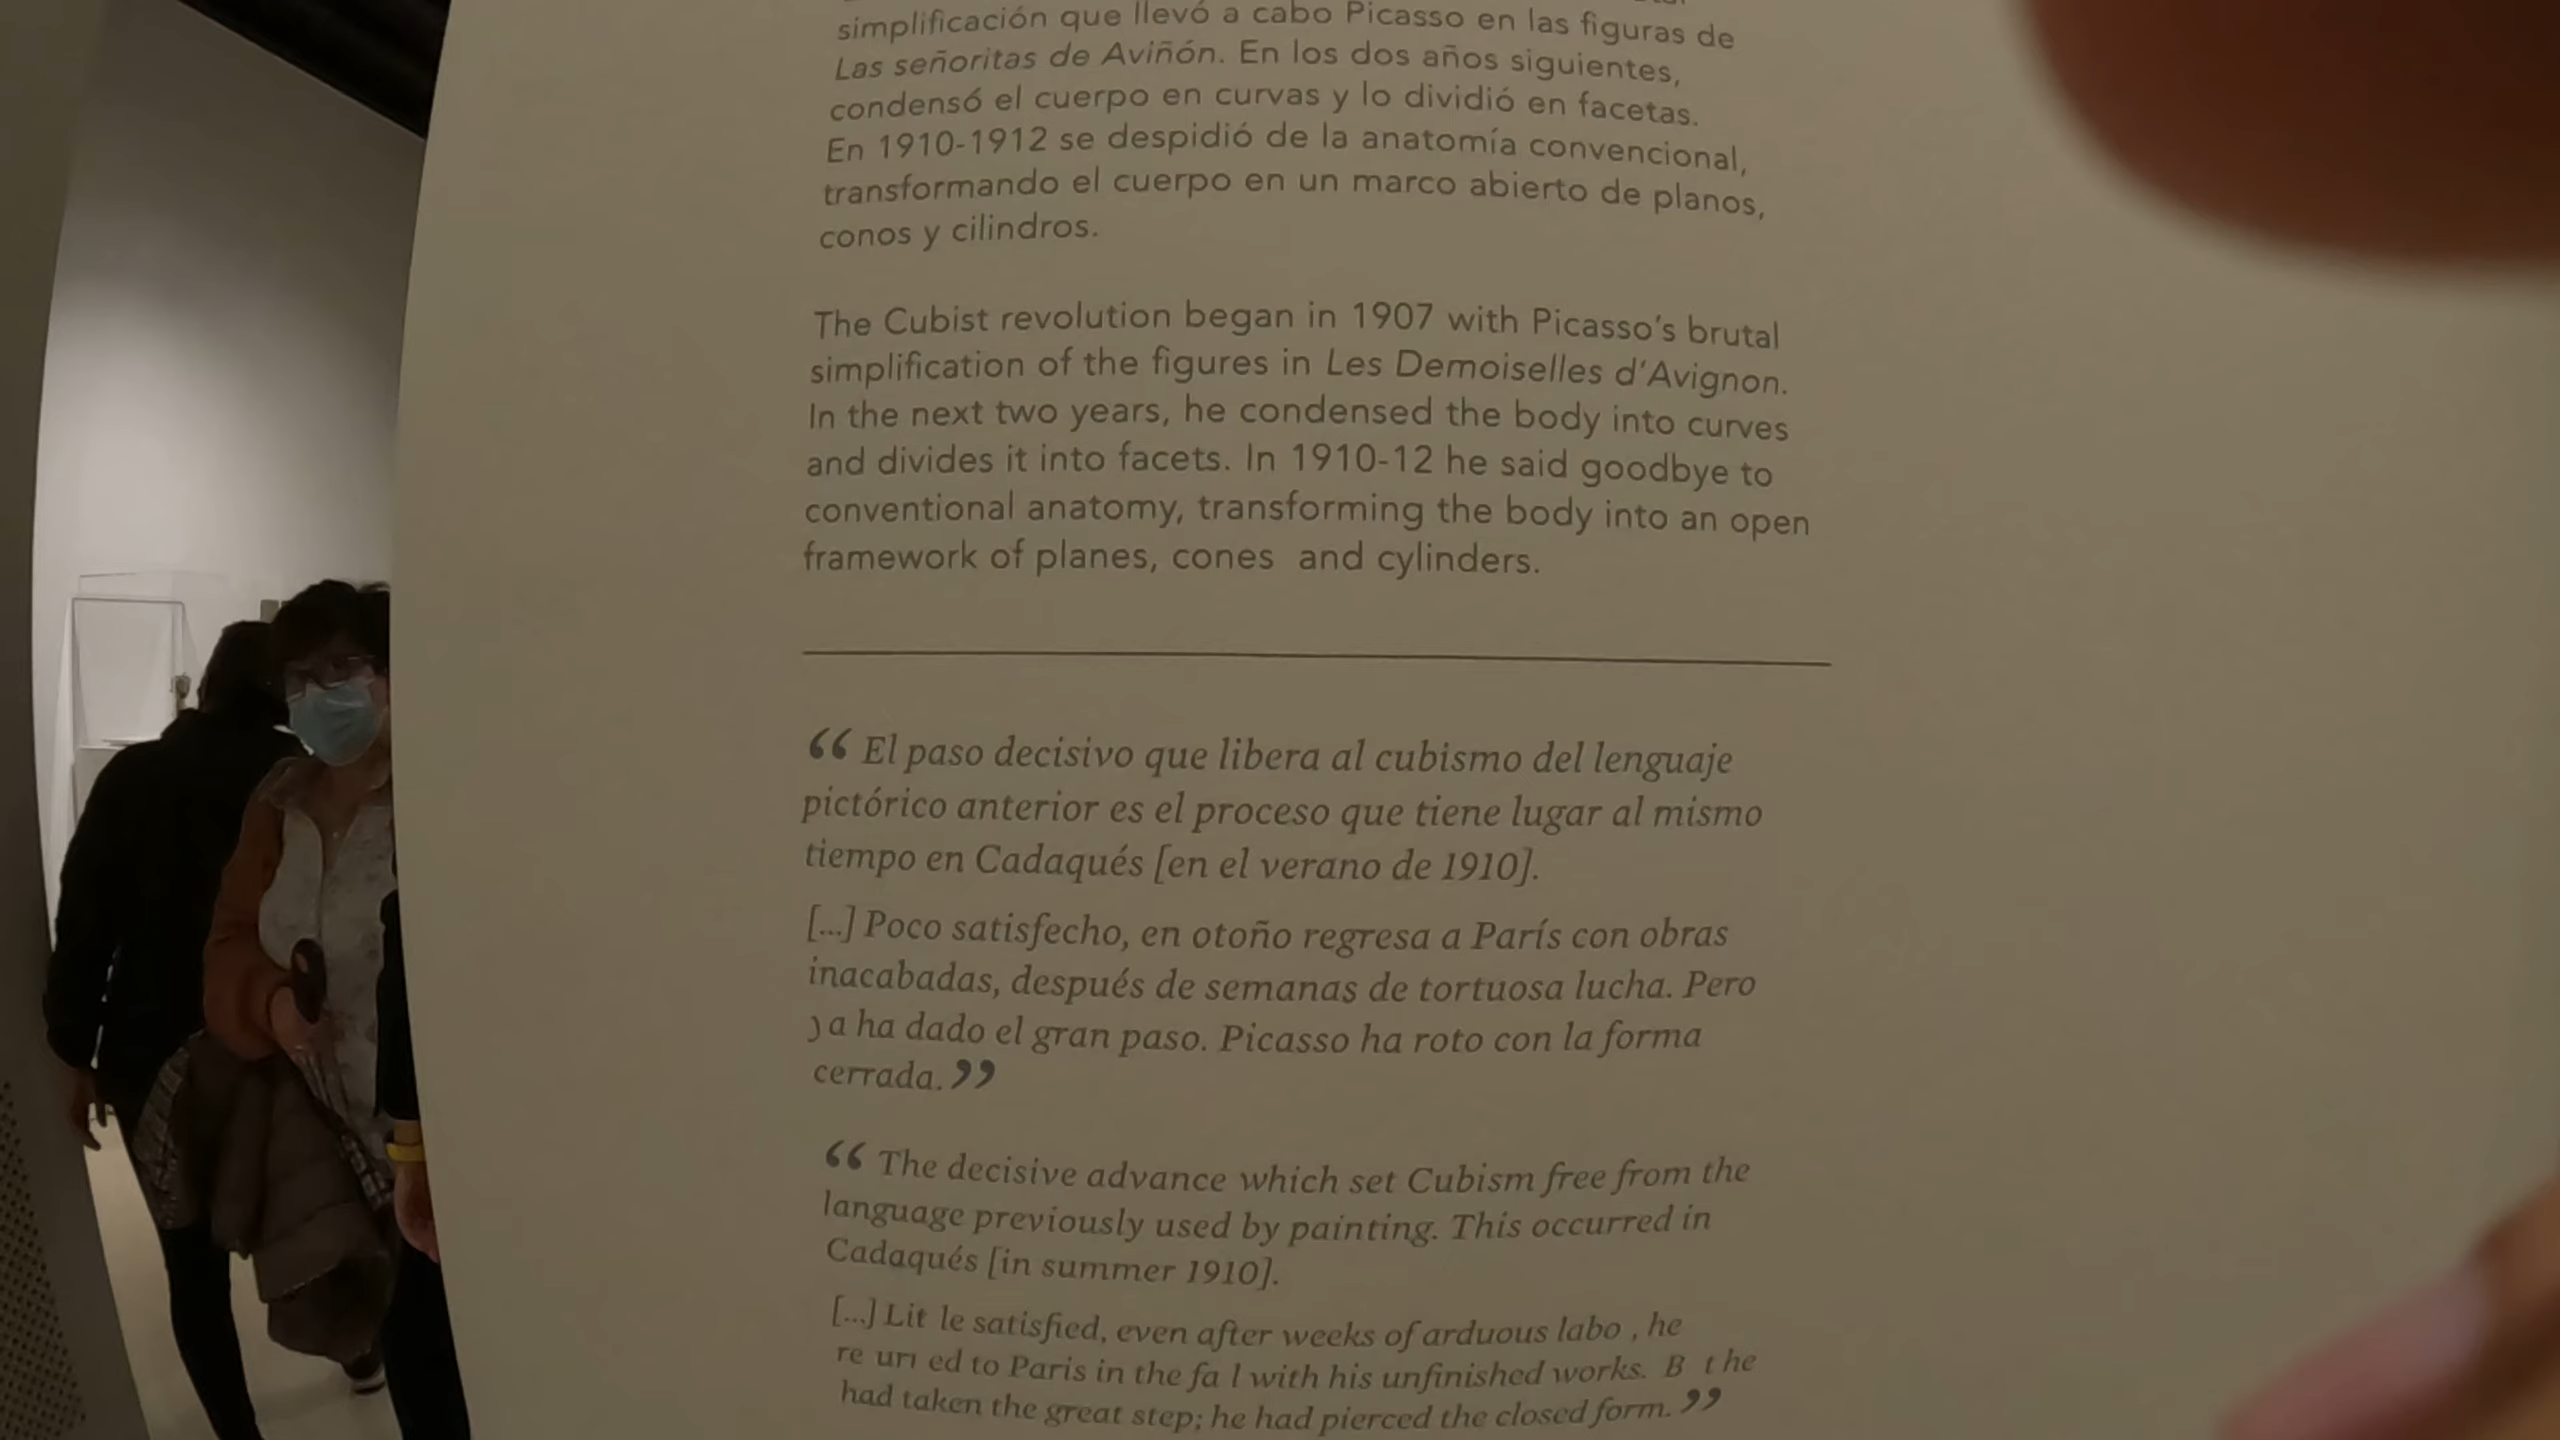 simplificación que llevó a cabo Picasso en las figuras de
Las señoritas de Aviñón. En los dos años siguientes,
condensó el cuerpo en curvas y lo dividió en facetas.
En 1910-1912 se despidió de la anatomía convencional,
transformando el cuerpo en un marco abierto de planos,
conos y cilindros.
The Cubist revolution began in 1907 with Picasso's brutal
simplification of the figures in Les Demoiselles d'Avignon.
In the next two years, he condensed the body into curves
and divides it into facets. In 1910-12 he said goodbye to
conventional anatomy, transforming the body into an open
framework of planes, cones and cylinders.
“ El paso decisivo que libera al cubismo del lenguaje
pictórico anterior es el proceso que tiene lugar al mismo
tiempo en Cadaqués [en el verano de 1910].
[...] Poco satisfecho, en otoño regresa a París con obras
inacabadas, después de semanas de tortuosa lucha. Pero
ya ha dado el gran paso. Picasso ha roto con la forma
cerrada.”
“ The decisive advance which set Cubism free from the
language previously used by painting. This occurred in
Cadaqués [in summer 1910].
[...] Lit le satisfied, even after weeks of arduous labo , he
re urn ed to Paris in the fa l with his unfinished works. B t he
had taken the great step; he had pierced the closed form.”